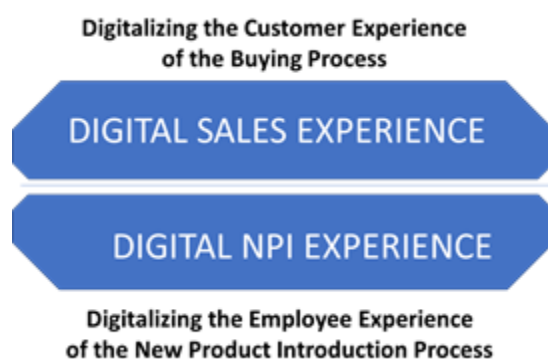 Digitalizing the Customer Experience
of the Buying Process
DIGITAL SALES EXPERIENCE
DIGITAL NPI EXPERIENCE
Digitalizing the Employee Experience
of the New Product Introduction Process